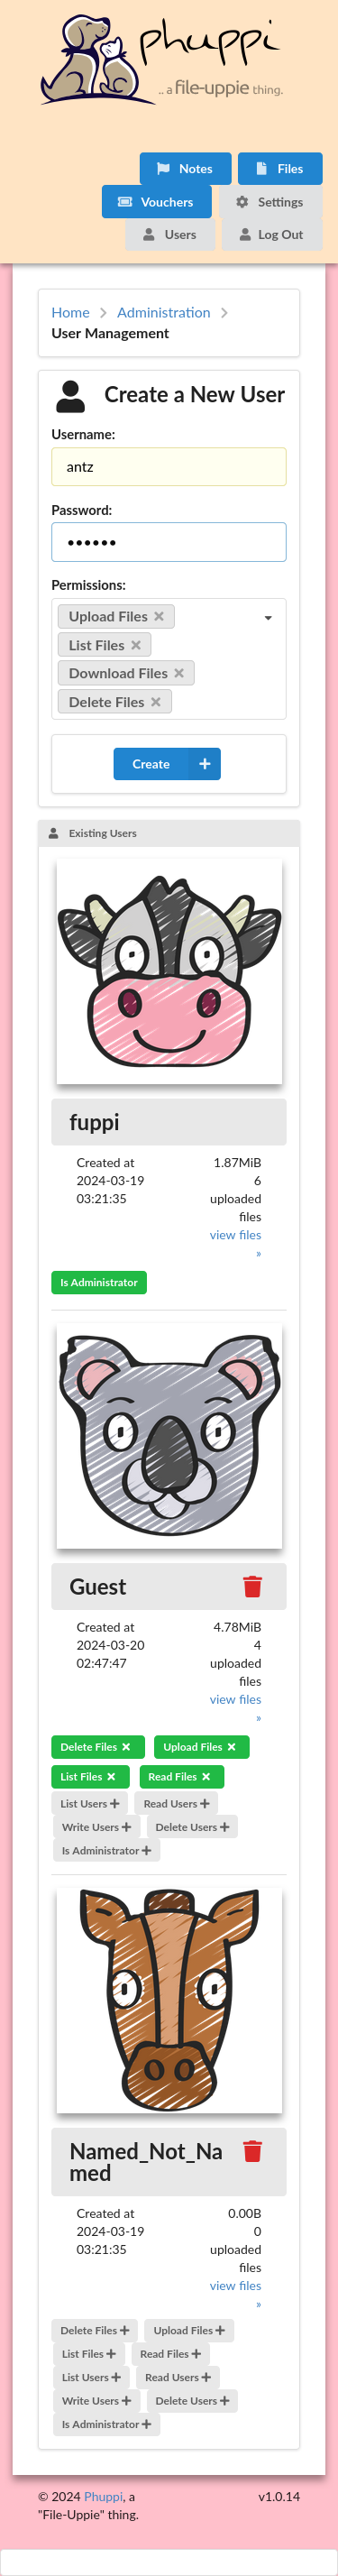 phuppi
.. a file-uppie thing.
Notes
Files
Vouchers
Settings
Users
Log Out
Home
Administration
User Management
Create a New User
Username:
antz
Password:
••••••
Permissions:
Upload Files
List Files
Download Files
Delete Files
Create
Existing Users
fuppi
Created at
2024-03-19
03:21:35
1.87MiB
6
uploaded
files
view files
»
Is Administrator
Guest
Created at
2024-03-20
02:47:47
4.78MiB
4
uploaded
files
view files
»
Delete Files
Upload Files
List Files
Read Files
List Users
Read Users
Write Users
Delete Users
Is Administrator
Named_Not_Na
med
Created at
2024-03-19
03:21:35
0.00B
0
uploaded
files
view files
»
Delete Files
Upload Files
List Files
Read Files
List Users
Read Users
Write Users
Delete Users
Is Administrator
© 2024 Phuppi, a
"File-Uppie" thing.
v1.0.14